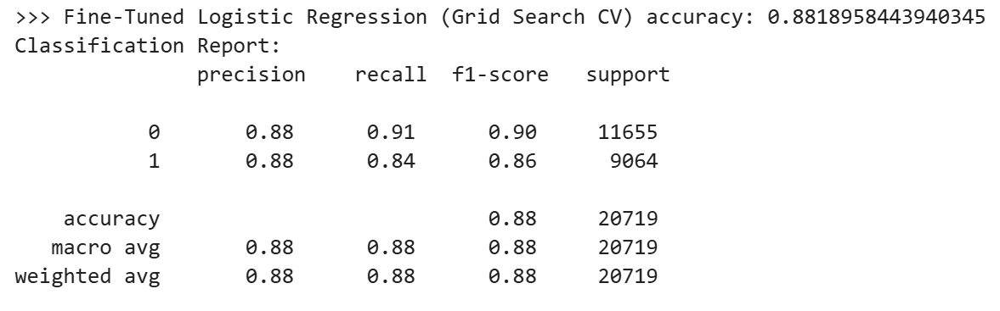 >>> Fine-Tuned Logistic Regression (Grid Search CV) accuracy: 0.8818958443940345
Classification Report:
               precision    recall  f1-score   support

           0       0.88      0.91      0.90     11655
           1       0.88      0.84      0.86      9064

    accuracy                           0.88     20719
   macro avg       0.88      0.88      0.88     20719
weighted avg       0.88      0.88      0.88     20719